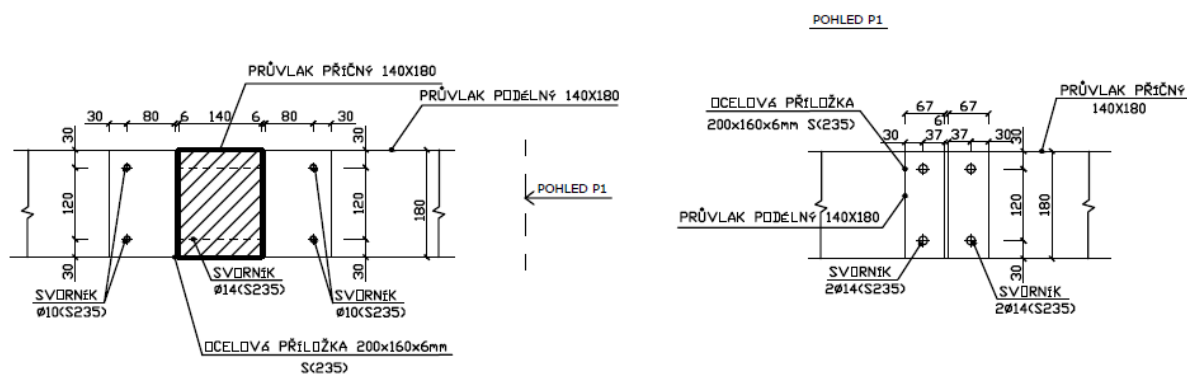 POHLED P1
PRŮVLAK PŘÍČNÝ 140X180
PRŮVLAK PODÉLNÝ 140X180
30 80 6 140 6 80 30
30
120
30
180
POHLED P1
SVORNÍK
ø14(S235)
SVORNÍK
ø10(S235)
SVORNÍK
ø10(S235)
OCELOVÁ PŘÍLOŽKA 200x160x6mm
S(235)
PRŮVLAK PŘÍČNÝ
140X180
OCELOVÁ PŘÍLOŽKA
200x160x6mm S(235)
67 67
6
30 37 37 30
30
120
30
180
PRŮVLAK PODÉLNÝ 140X180
SVORNÍK
2ø14(S235)
SVORNÍK
2ø14(S235)